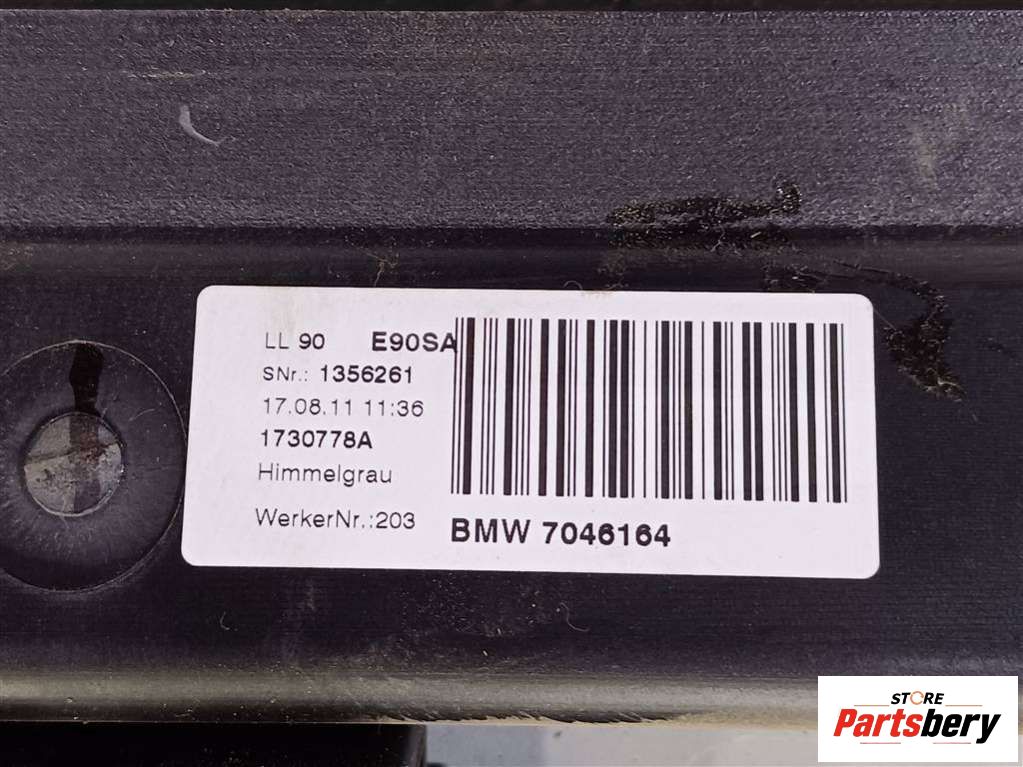 LL 90 E90SA
SNr.: 1356261
17.08.11 11:36
1730778A
Himmelgrau
WerkerNr.:203
BMW 7046164
STORE
Partsbery